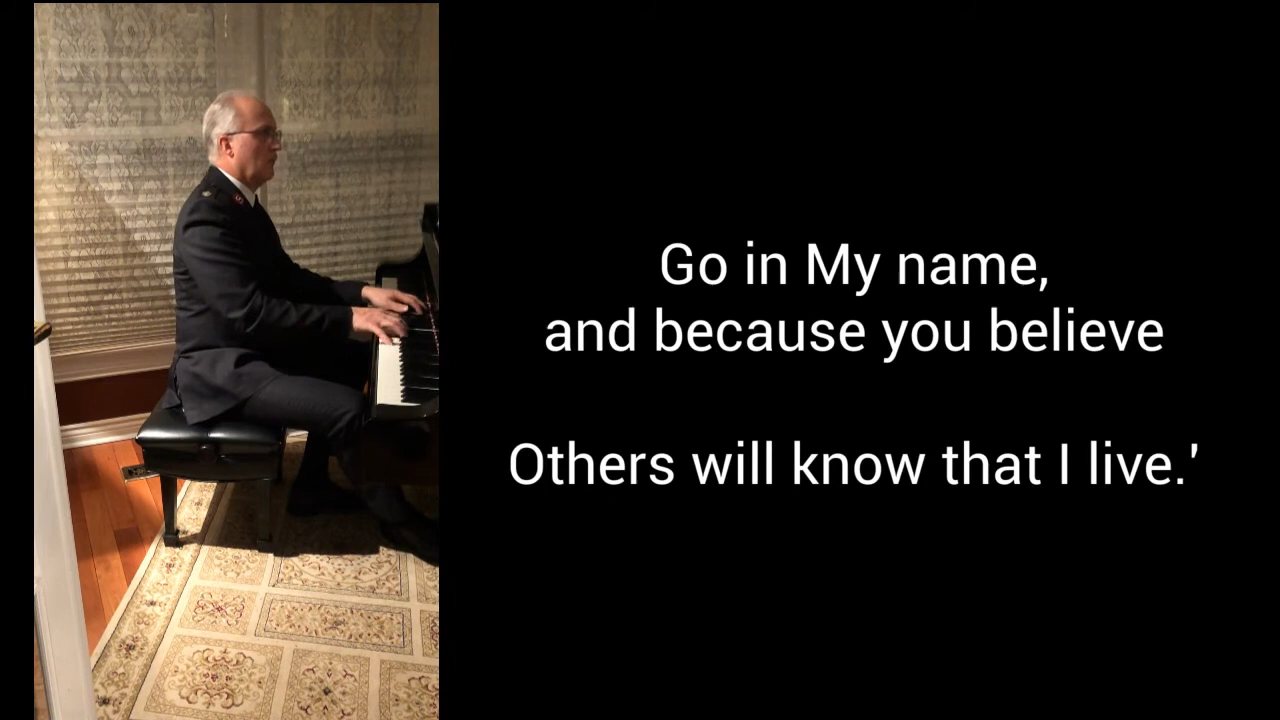 Go in My name,
and because you believe
Others will know that I live.'